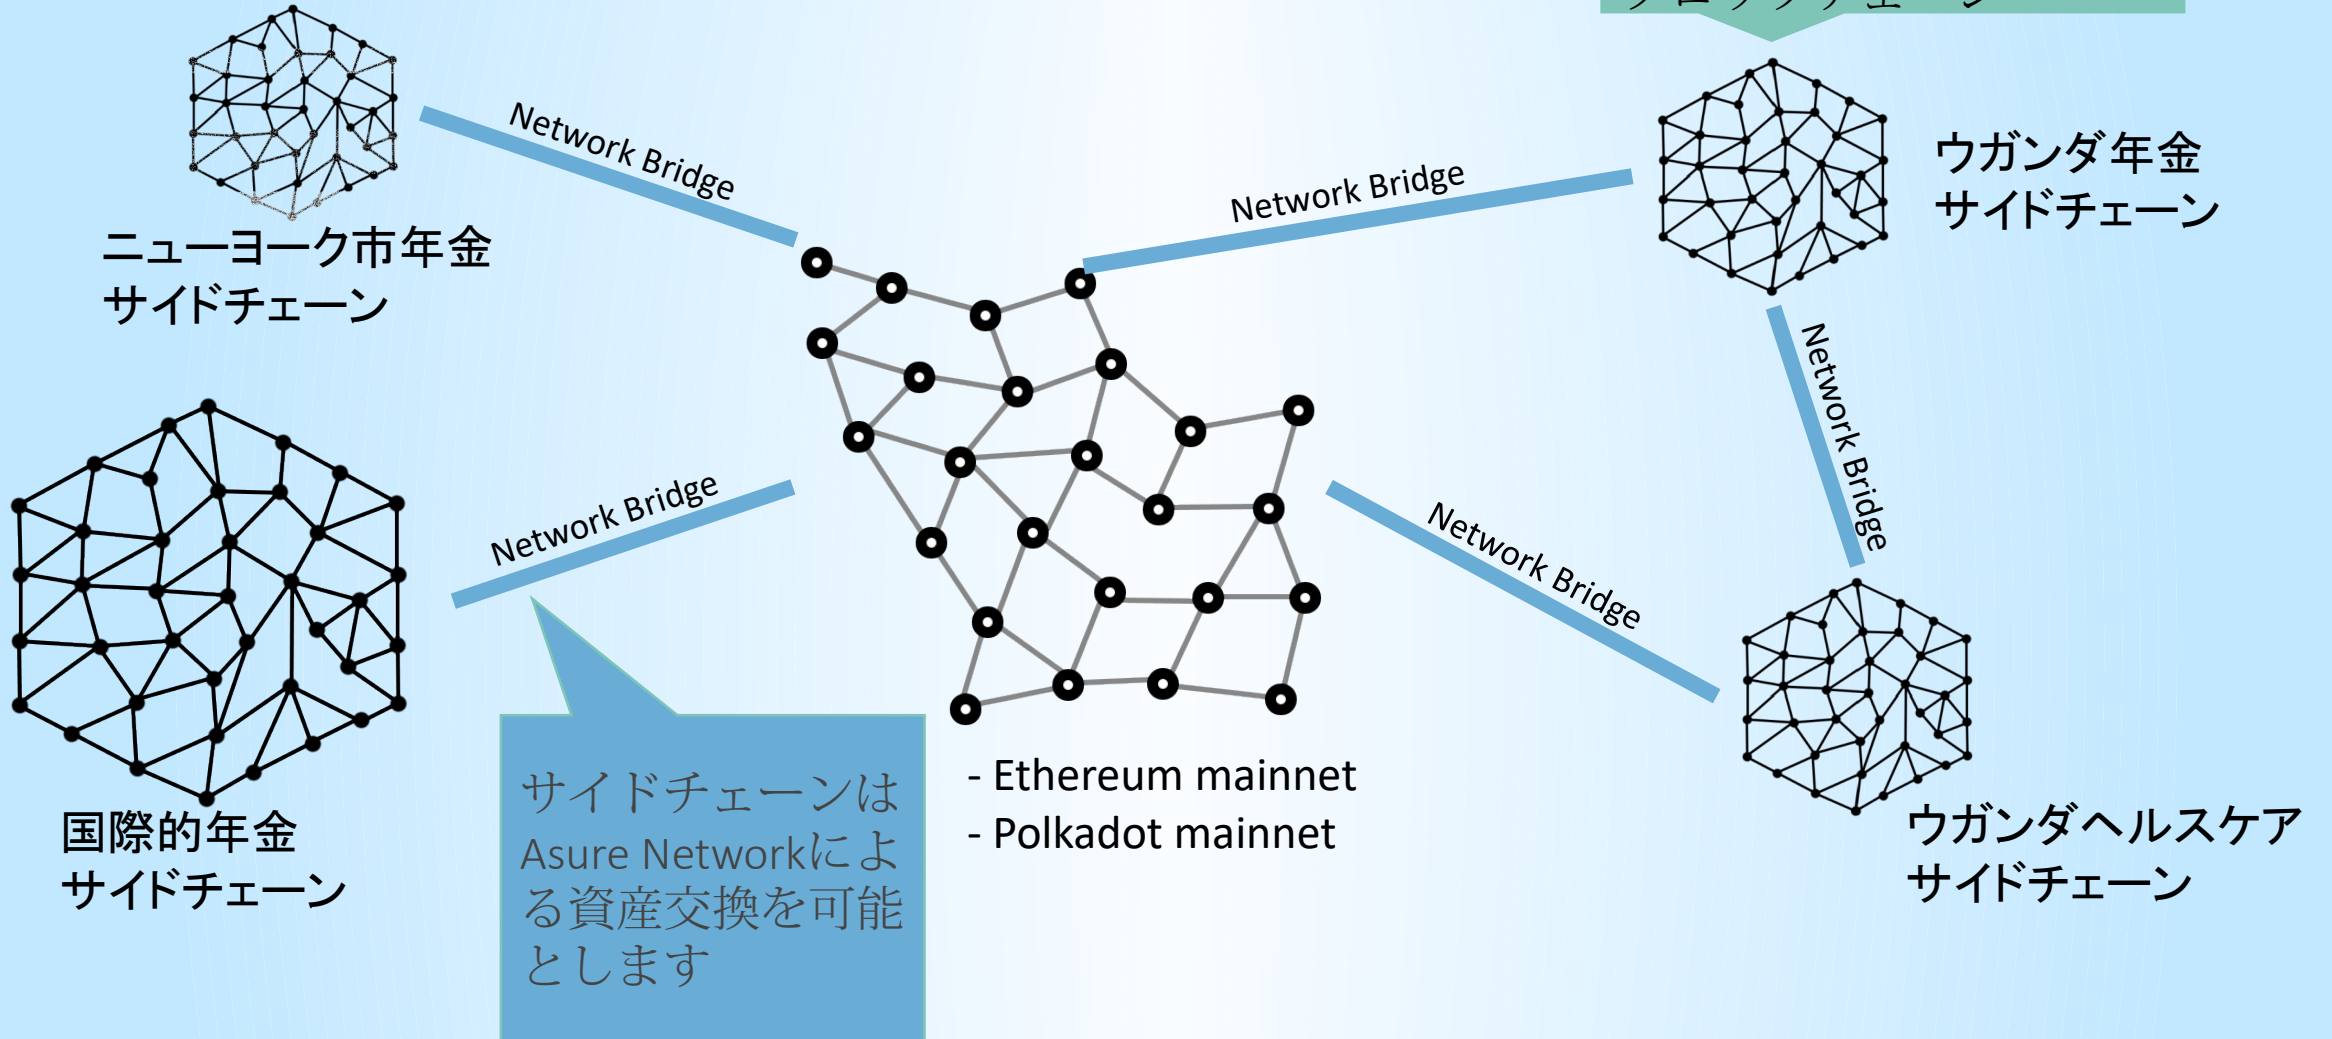 Network Bridge
ニューヨーク市年金
サイドチェーン
Network Bridge
ウガンダ年金
サイドチェーン
Network Bridge
Network Bridge
Network Bridge
国際的年金
サイドチェーン
サイドチェーンは
Asure Networkによ
る資産交換を可能
とします
- Ethereum mainnet
- Polkadot mainnet
ウガンダヘルスケア
サイドチェーン